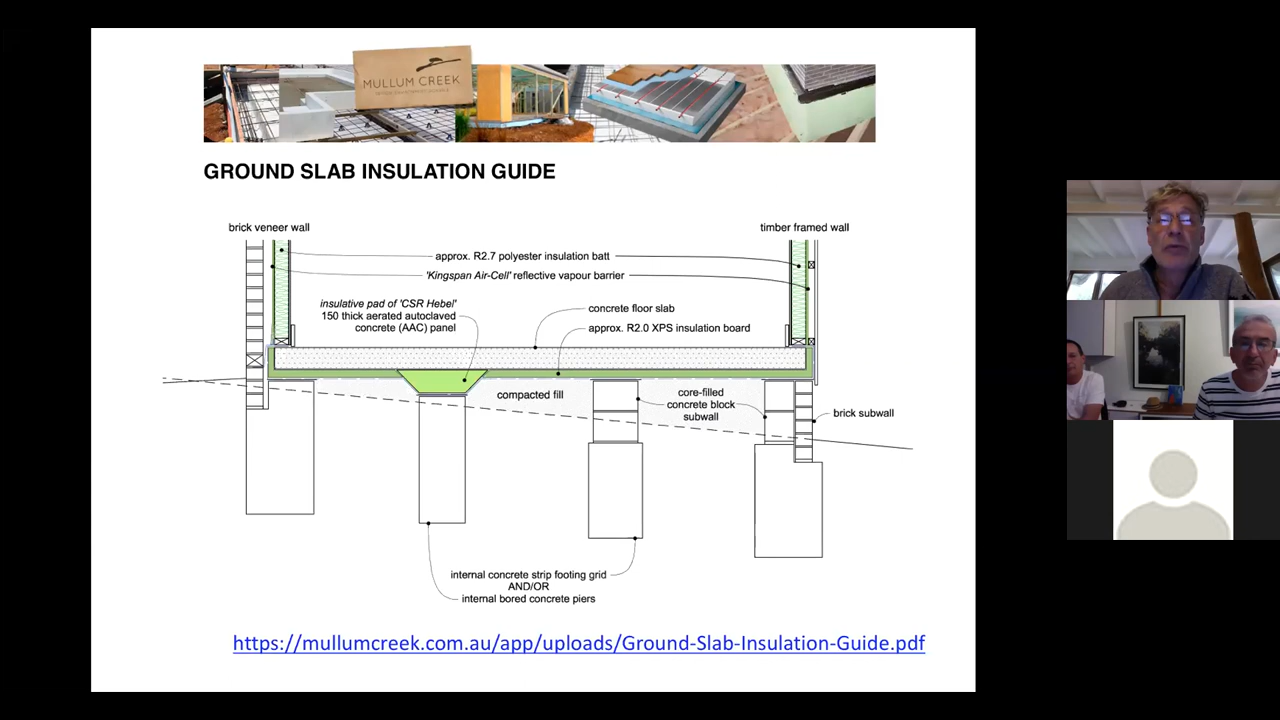 MULLUM CREEK
GROUND SLAB INSULATION GUIDE
brick veneer wall
timber framed wall
approx. R2.7 polyester insulation batt
'Kingspan Air-Cell' reflective vapour barrier
insulative pad of 'CSR Hebel'
150 thick aerated autoclaved
concrete (AAC) panel
concrete floor slab
approx. R2.0 XPS insulation board
compacted fill
core-filled
concrete block
subwall
brick subwall
internal concrete strip footing grid
AND/OR
internal bored concrete piers
https://mullumcreek.com.au/app/uploads/Ground-Slab-Insulation-Guide.pdf